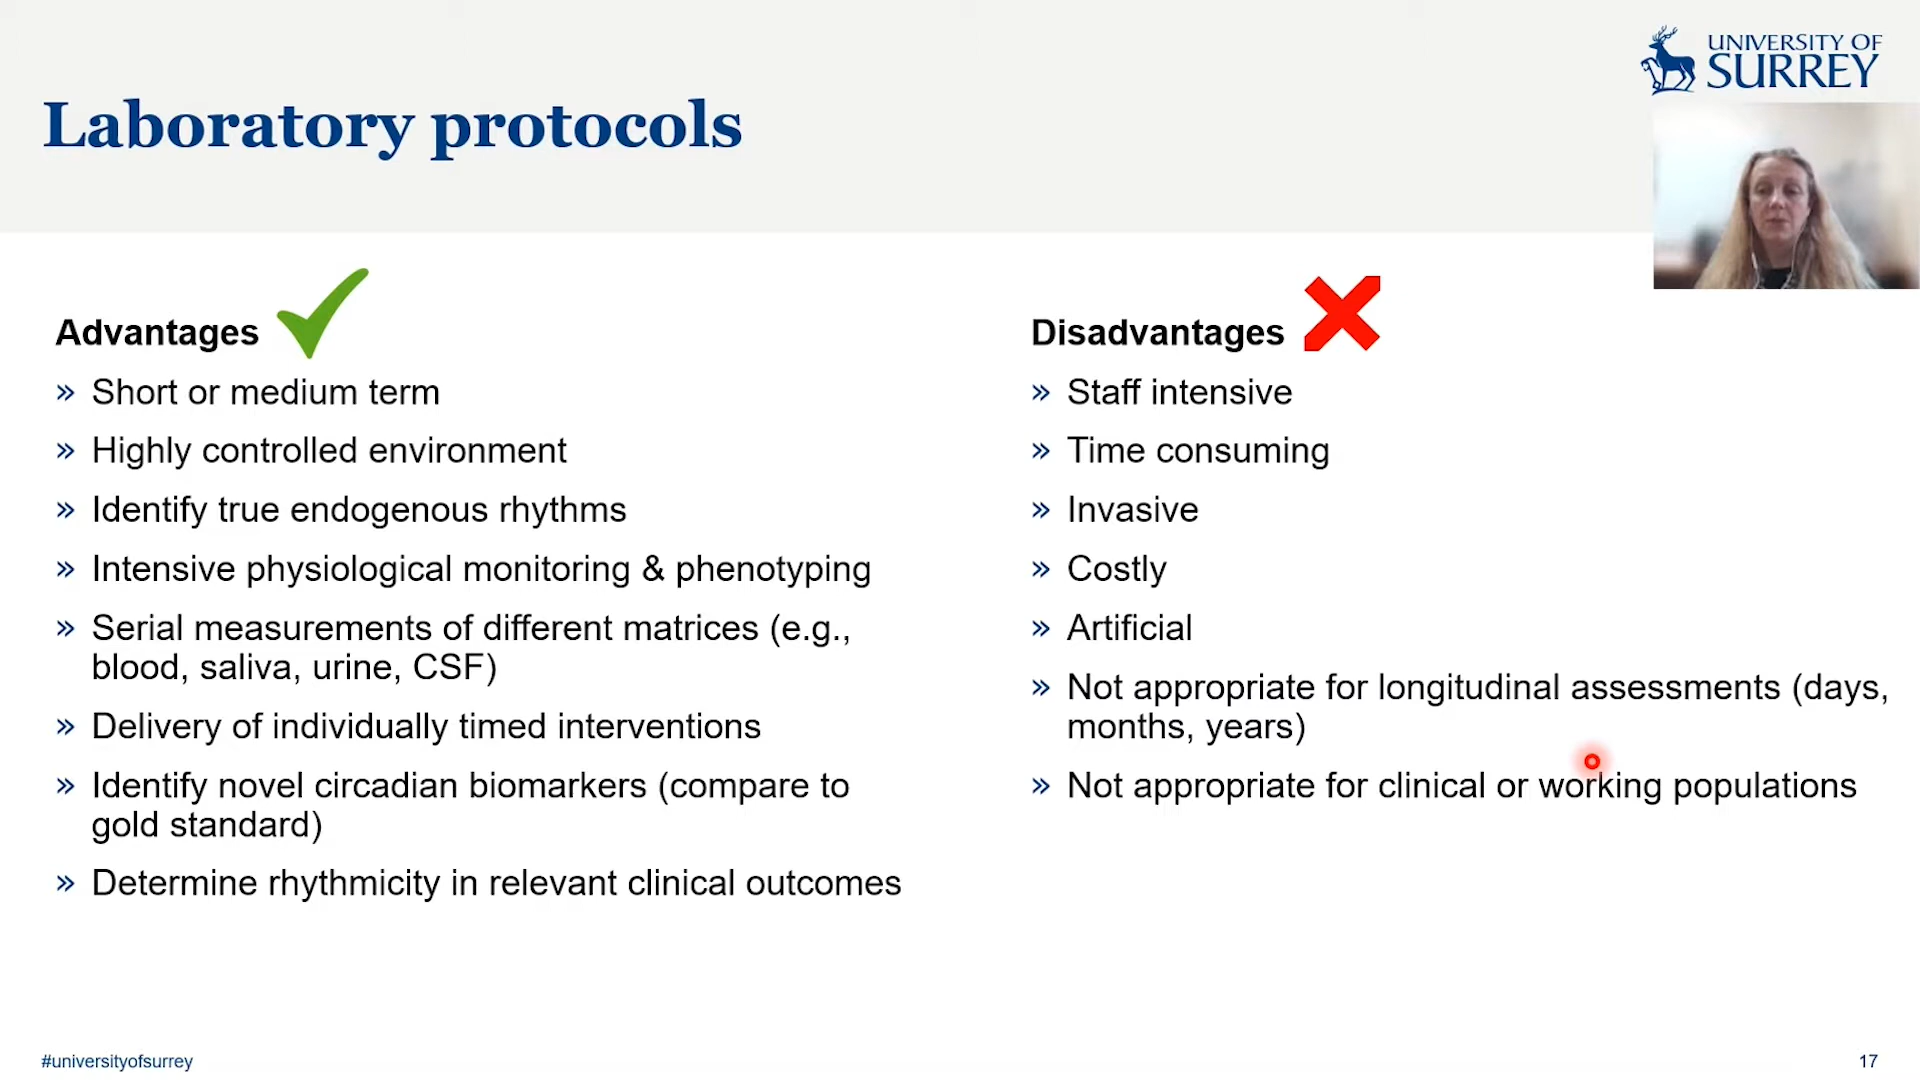 UNIVERSITY OF
SURREY
Laboratory protocols
Advantages
» Short or medium term
» Highly controlled environment
» Identify true endogenous rhythms
» Intensive physiological monitoring & phenotyping
» Serial measurements of different matrices (e.g.,
blood, saliva, urine, CSF)
» Delivery of individually timed interventions
» Identify novel circadian biomarkers (compare to
gold standard)
» Determine rhythmicity in relevant clinical outcomes
Disadvantages
» Staff intensive
» Time consuming
» Invasive
» Costly
» Artificial
» Not appropriate for longitudinal assessments (days,
months, years)
» Not appropriate for clinical or working populations
#universityofsurrey
17